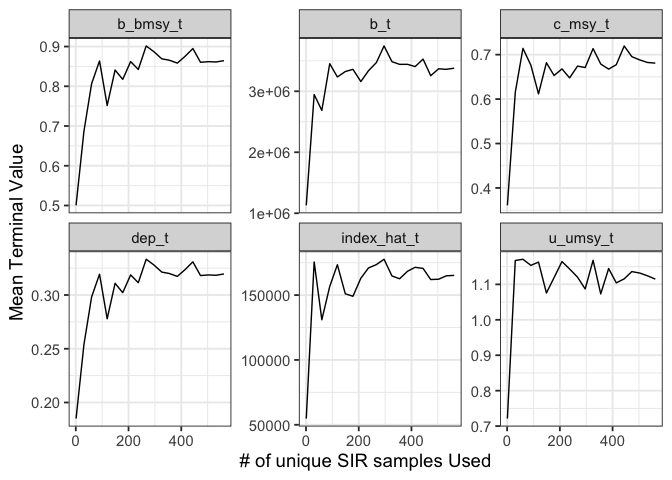 b_bmsy_t
b_t
c_msy_t
0.9
0.8
0.7
0.6
0.5
3e+06
2e+06
1e+06
0.7
0.6
0.5
0.4
dep_t
index_hat_t
u_umsy_t
0.30
0.25
0.20
150000
100000
50000
1.1
1.0
0.9
0.8
0.7
0 200 400
0 200 400
0 200 400
Mean Terminal Value
# of unique SIR samples Used